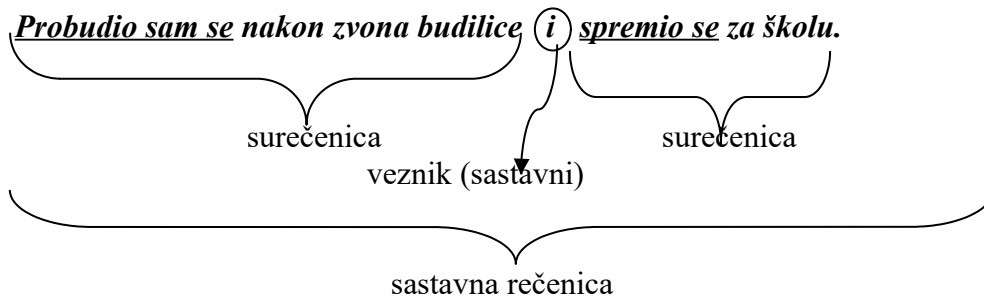 Probudio sam se nakon zvona budilice i spremio se za školu.
surečenica surečenica
veznik (sastavni)
sastavna rečenica